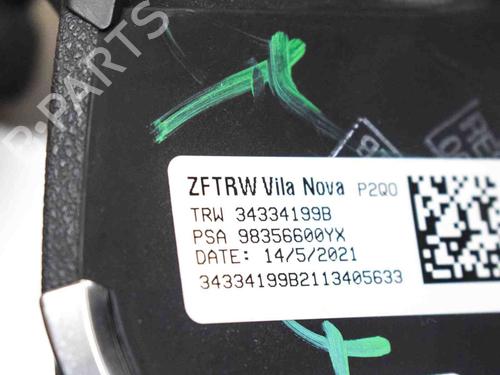 B-PARTS
ZFTRW Vila Nova P2Q0
TRW 34334199B
PSA 98356600YX
DATE: 14/5/2021
34334199B2113405633